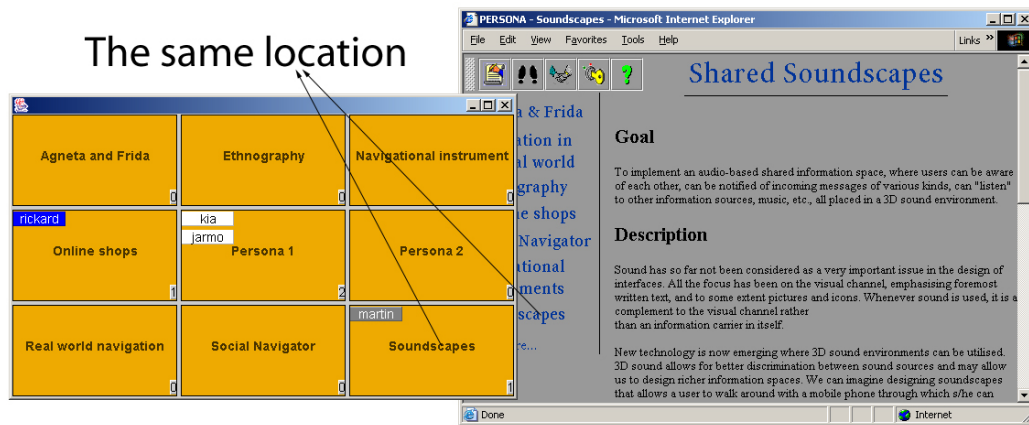 The same location
Agneta and Frida
0
Ethnography
0
Navigational instrument
0
rickard
Online shops
1
kia
jarmo
Persona 1
2
Persona 2
0
Real world navigation
0
Social Navigator
0
martin
Soundscapes
1
PERSONA - Soundscapes - Microsoft Internet Explorer
File Edit View Favorites Tools Help
Links »
a & Frida
ation in
al world
graphy
ne shops
Navigator
ational
ments
scapes
re...
Shared Soundscapes
Goal
To implement an audio-based shared information space, where users can be aware
of each other, can be notified of incoming messages of various kinds, can "listen"
to other information sources, music, etc., all placed in a 3D sound environment.
Description
Sound has so far not been considered as a very important issue in the design of
interfaces. All the focus has been on the visual channel, emphasising foremost
written text, and to some extent pictures and icons. Whenever sound is used, it is a
complement to the visual channel rather
than an information carrier in itself.
New technology is now emerging where 3D sound environments can be utilised.
3D sound allows for better discrimination between sound sources and may allow
us to design richer information spaces. We can imagine designing soundscapes
that allows a user to walk around with a mobile phone through which s/he can
Done
Internet